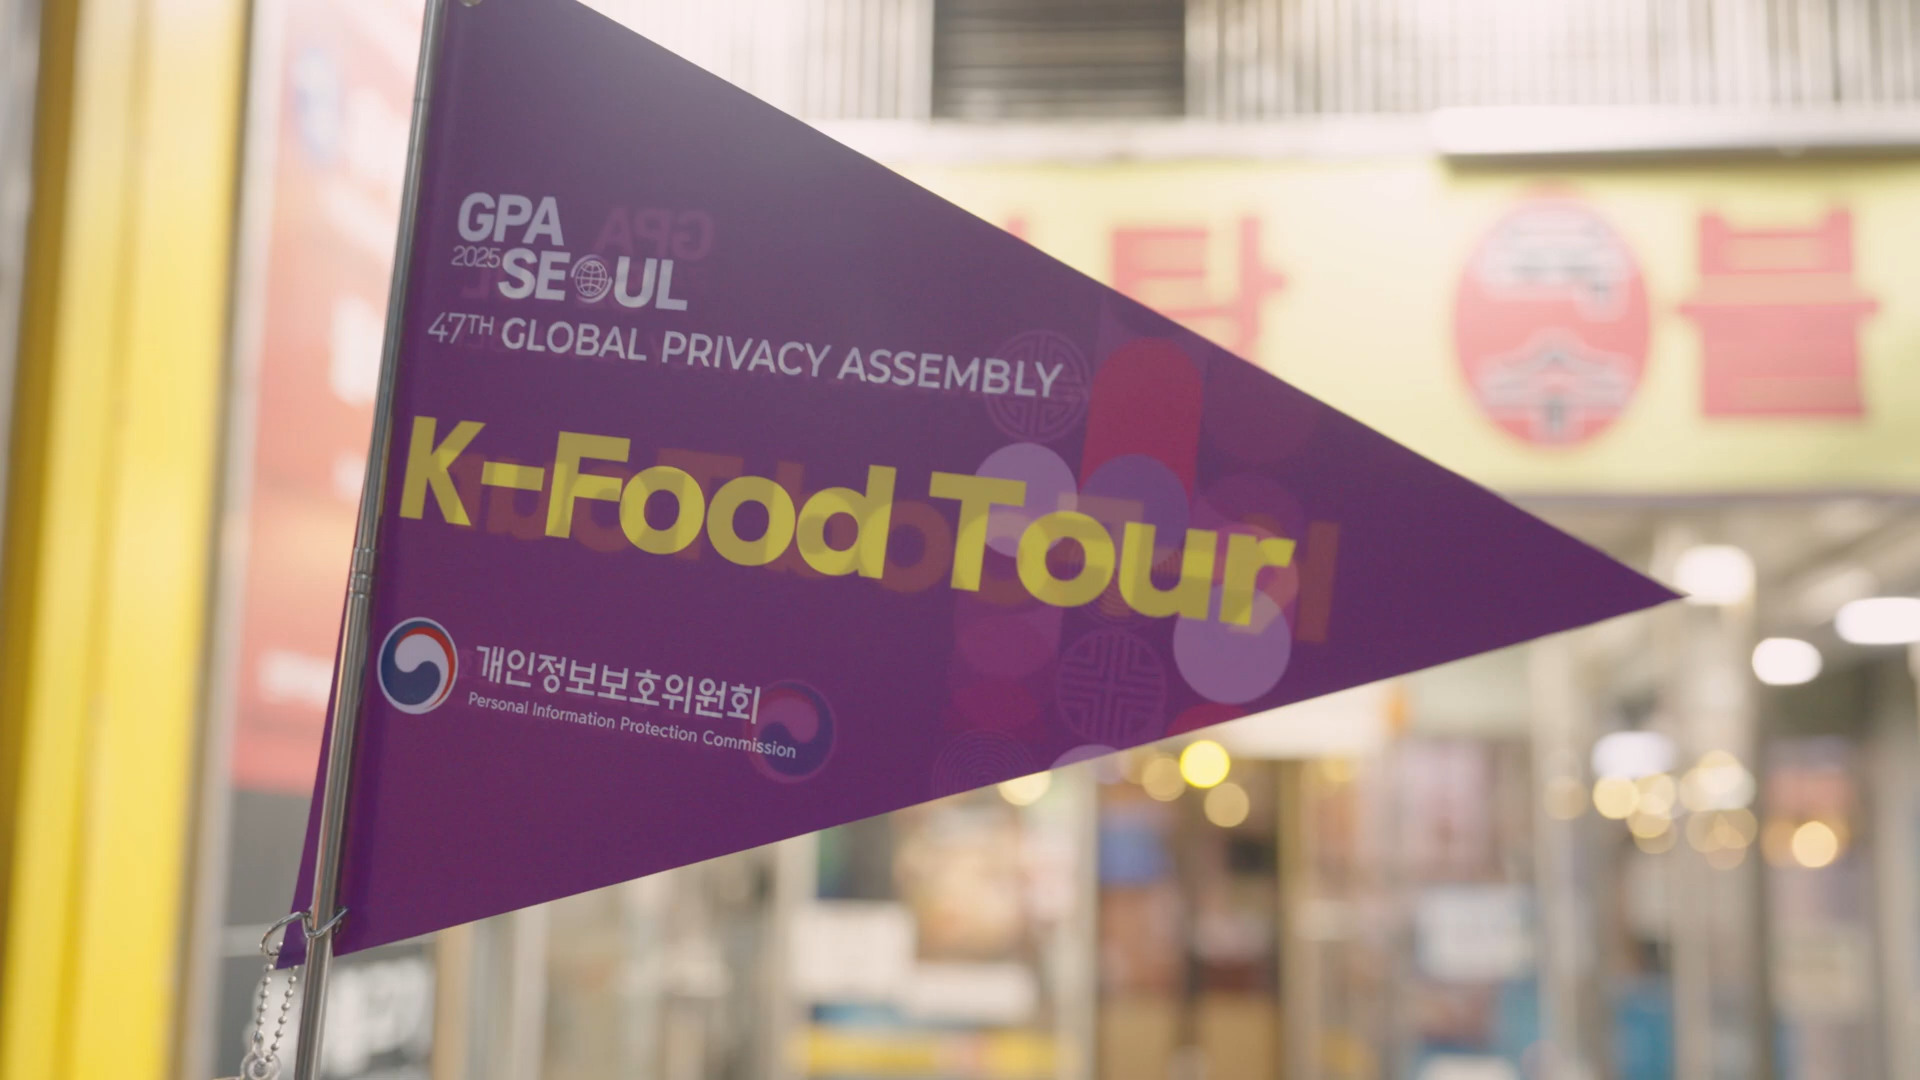 GPA
2025 SEOUL
47TH GLOBAL PRIVACY ASSEMBLY
K-Food Tour
개인정보보호위원회
Personal Information Protection Commission